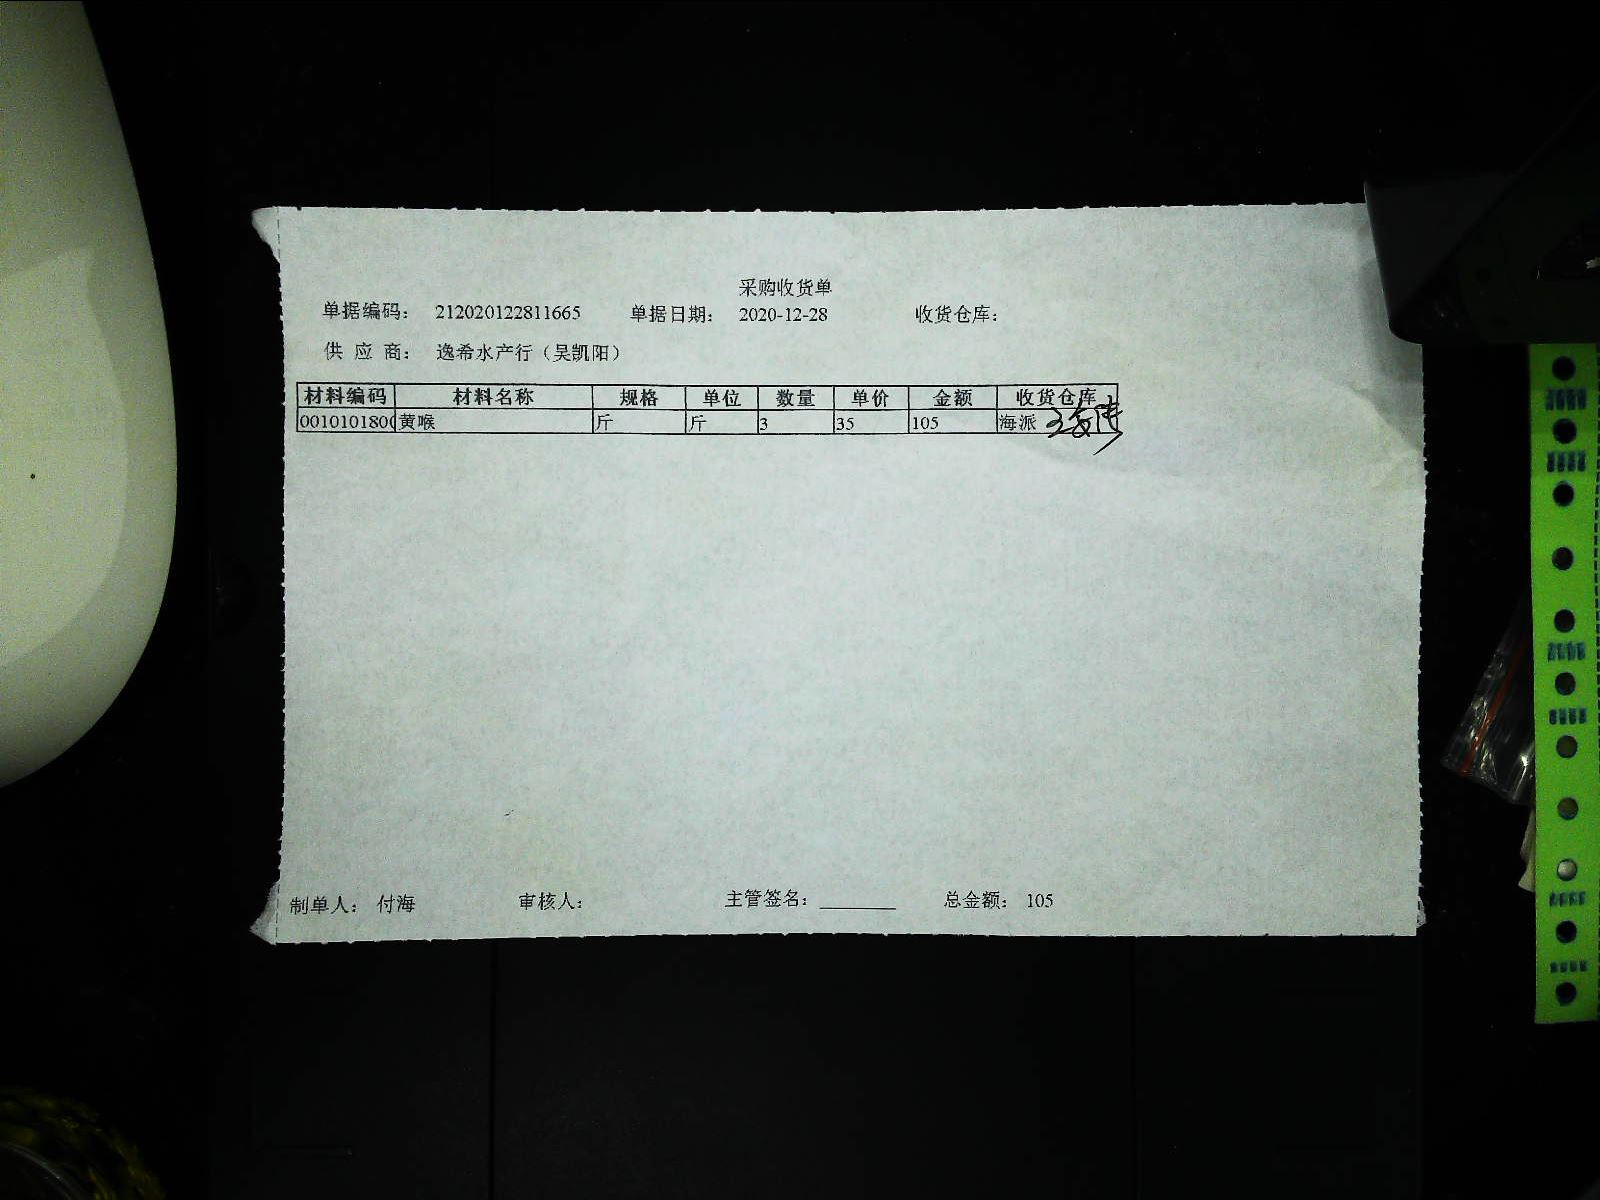 采购收货单
单据编码： 212020122811665 单据日期： 2020-12-28 收货仓库：
供 应 商： 逸希水产行（吴凯阳）
材料编码 材料名称 规格 单位 数量 单价 金额 收货仓库
0010101800 黄喉 斤 斤 3 35 105 海派
制单人： 付海 审核人： 主管签名：________ 总金额： 105